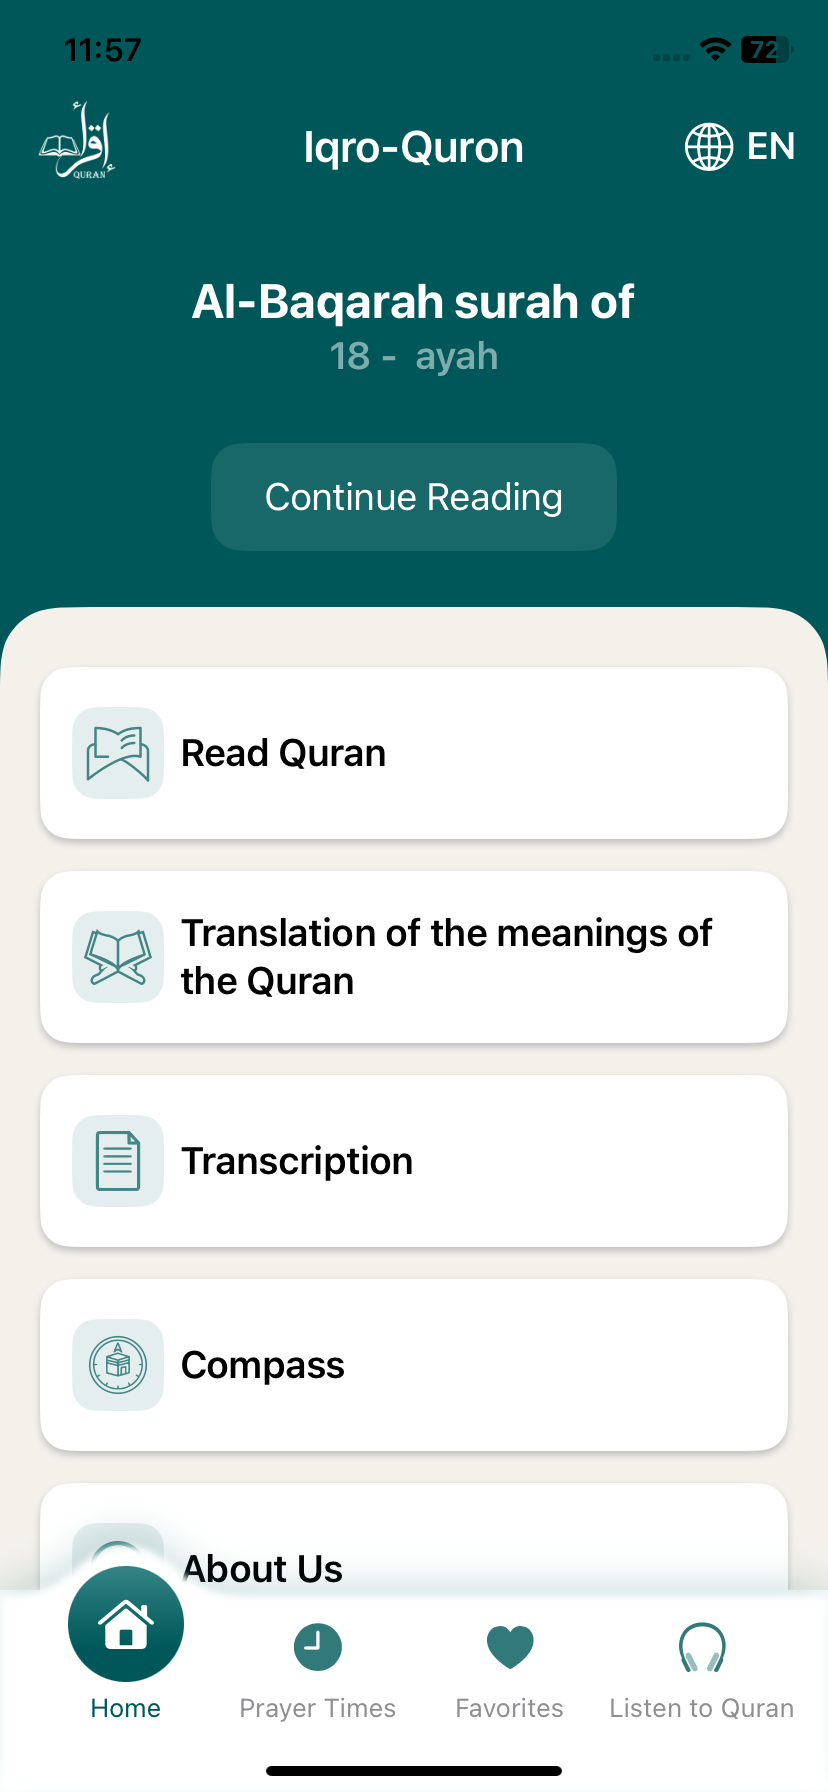 11:57
72
إقرأ
QURAN
Iqro-Quron
EN
Al-Baqarah surah of
18 - ayah
Continue Reading
Read Quran
Translation of the meanings of
the Quran
Transcription
Compass
About Us
Home
Prayer Times
Favorites
Listen to Quran